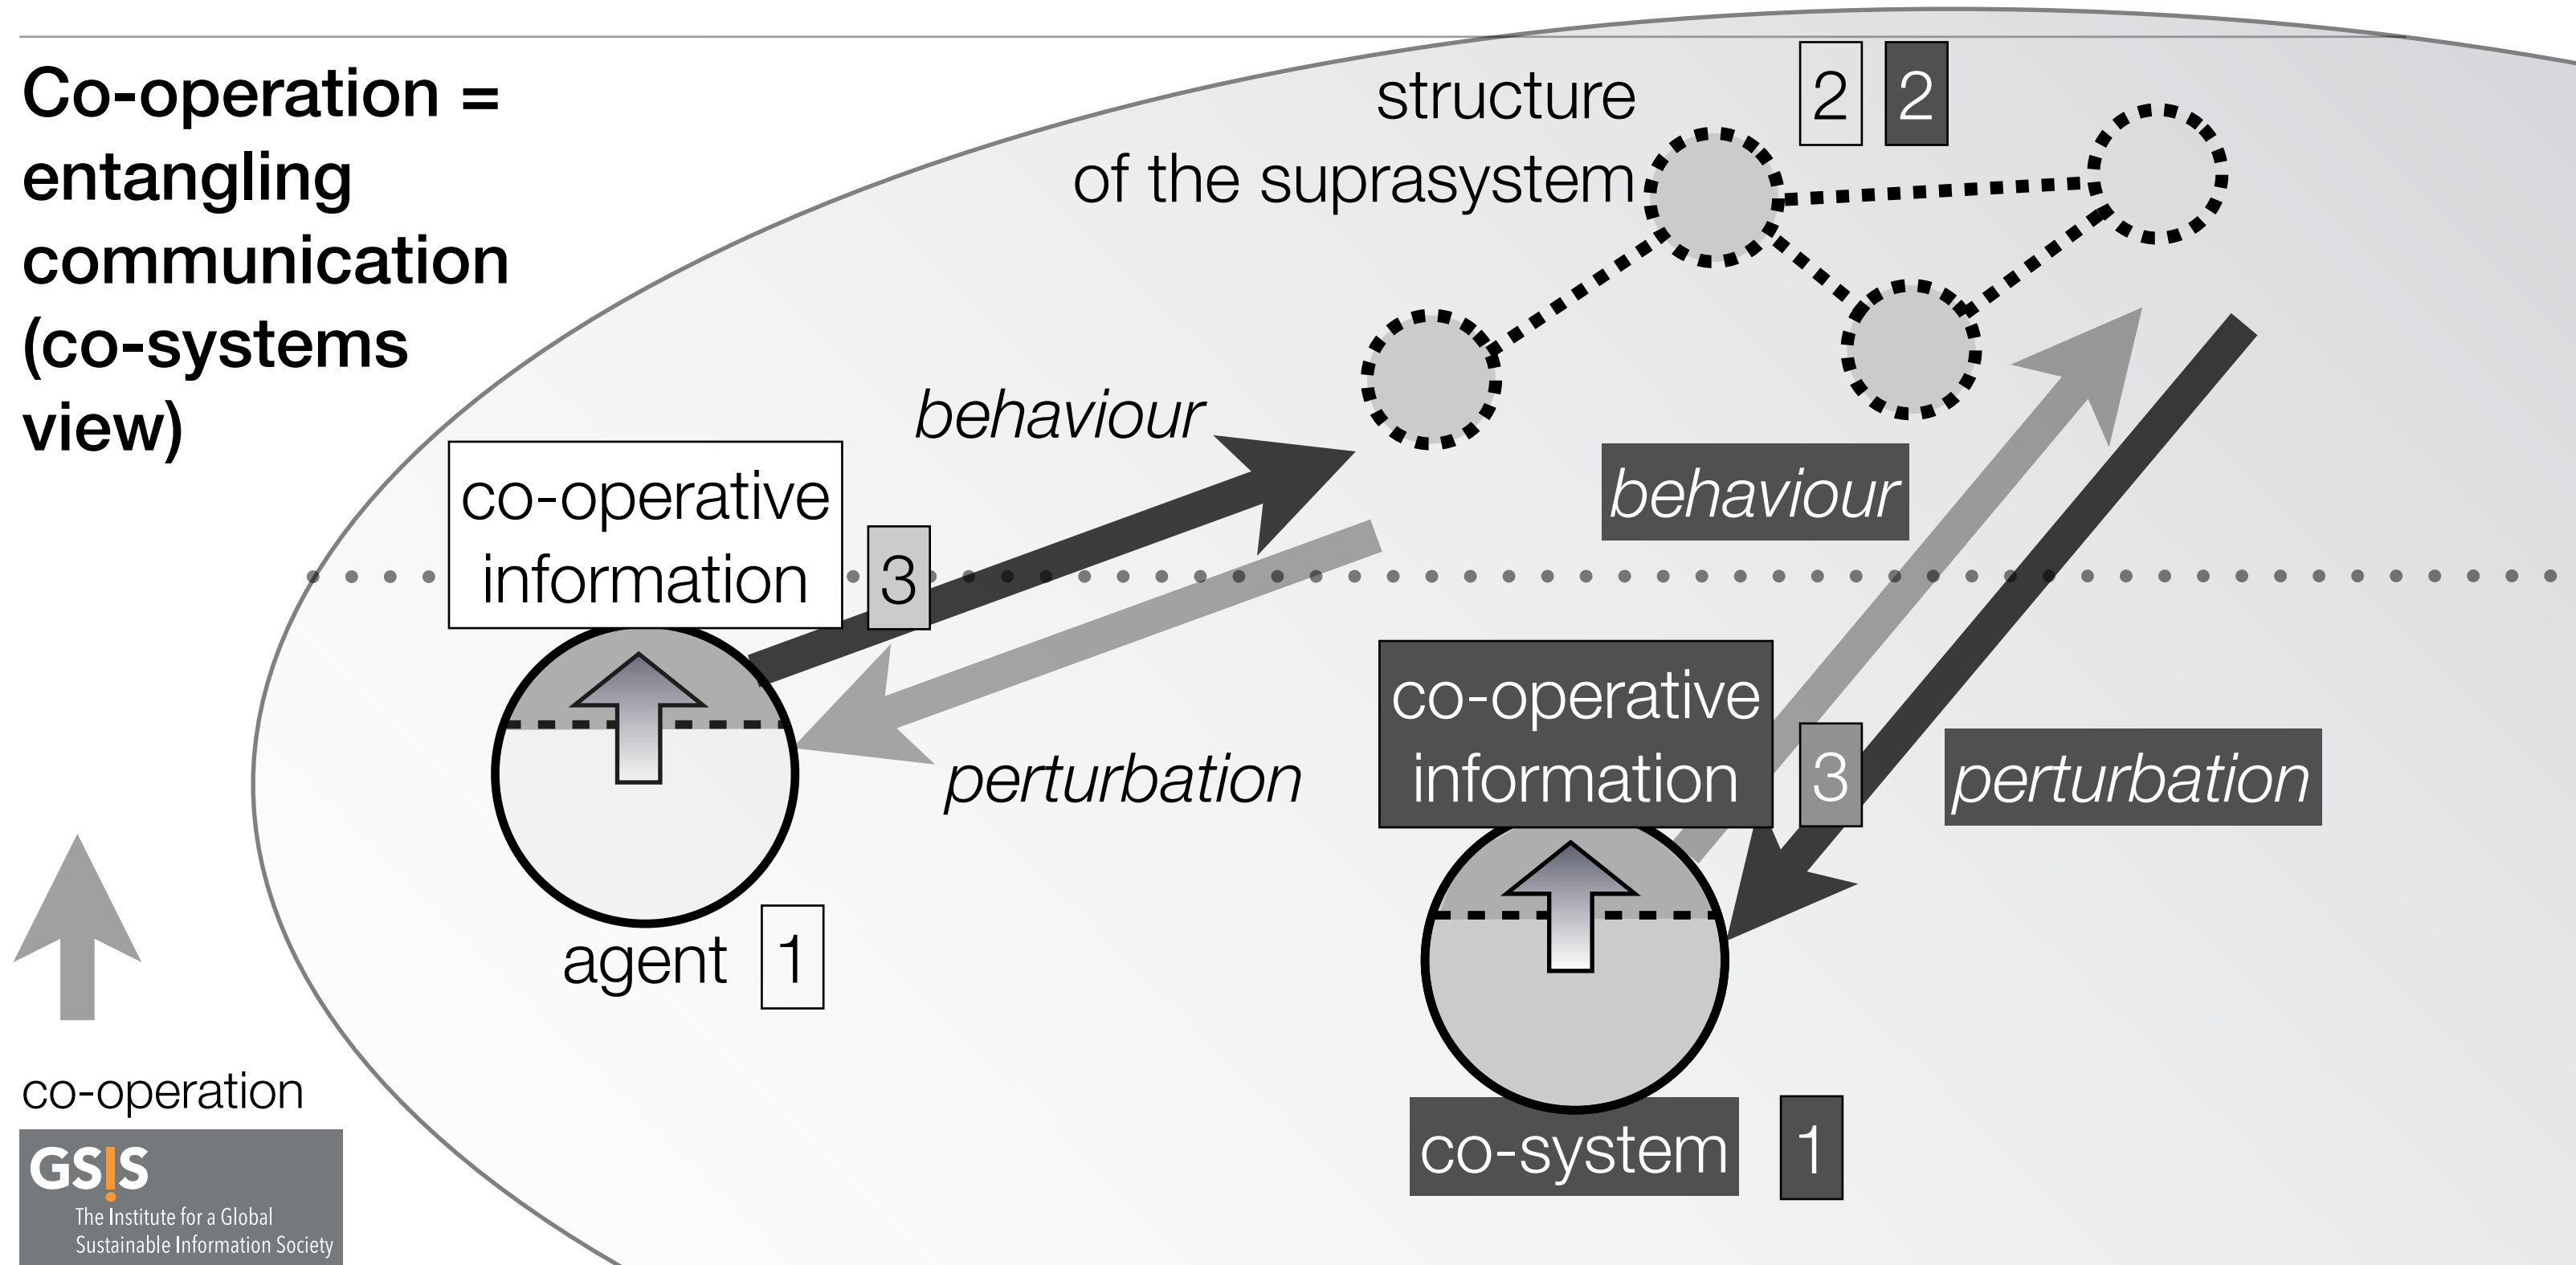 Co-operation =
entangling
communication
(co-systems
view)
structure
of the suprasystem
2 2
behaviour
co-operative
information
3
behaviour
perturbation
agent 1
co-operative
information
3
perturbation
co-system 1
co-operation
GSIS
The Institute for a Global
Sustainable Information Society